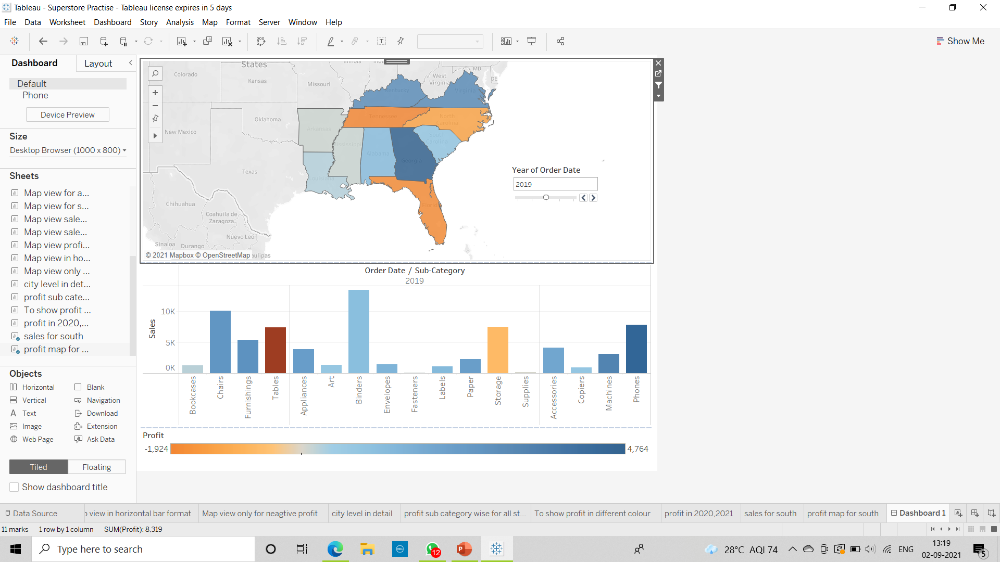 Tableau - Superstore Practise - Tableau license expires in 5 days
File Data Worksheet Dashboard Story Analysis Map Format Server Window Help
Show Me
Dashboard Layout
Default
Phone
Device Preview
Size
Desktop Browser (1000 x 800)
Sheets
Map view for a...
Map view for s...
Map view sale...
Map view sale...
Map view profi...
Map view in ho...
Map view only ...
city level in det...
profit sub cate...
To show profit ...
profit in 2020,...
sales for south
profit map for ...
Objects
Horizontal Blank
Vertical Navigation
Text Download
Image Extension
Web Page Ask Data
Tiled Floating
Show dashboard title
States
Colorado
Kansas
Missouri
West
Virginia
MD
DE
Kentucky
Virginia
Oklahoma
Tennessee
North
Carolina
New Mexico
Arkansas
South
Carolina
Mississippi
Alabama
Georgia
Texas
Louisiana
Chihuahua
Florida
Coahuila de
Zaragoza
Nuevo León
Sinaloa Durango
© 2021 Mapbox © OpenStreetMap
ulipas
Year of Order Date
2019
Order Date / Sub-Category
2019
Sales
10K
5K
0K
Bookcases
Chairs
Furnishings
Tables
Appliances
Art
Binders
Envelopes
Fasteners
Labels
Paper
Storage
Supplies
Accessories
Copiers
Machines
Phones
Profit
-1,924 4,764
Data Source
p view in horizontal bar format
Map view only for neagtive profit
city level in detail
profit sub category wise for all st...
To show profit in different colour
profit in 2020,2021
sales for south
profit map for south
Dashboard 1
11 marks 1 row by 1 column SUM(Profit): 8,319
Type here to search
DELL
12
P
28°C AQI 74
ENG
13:19
02-09-2021
5